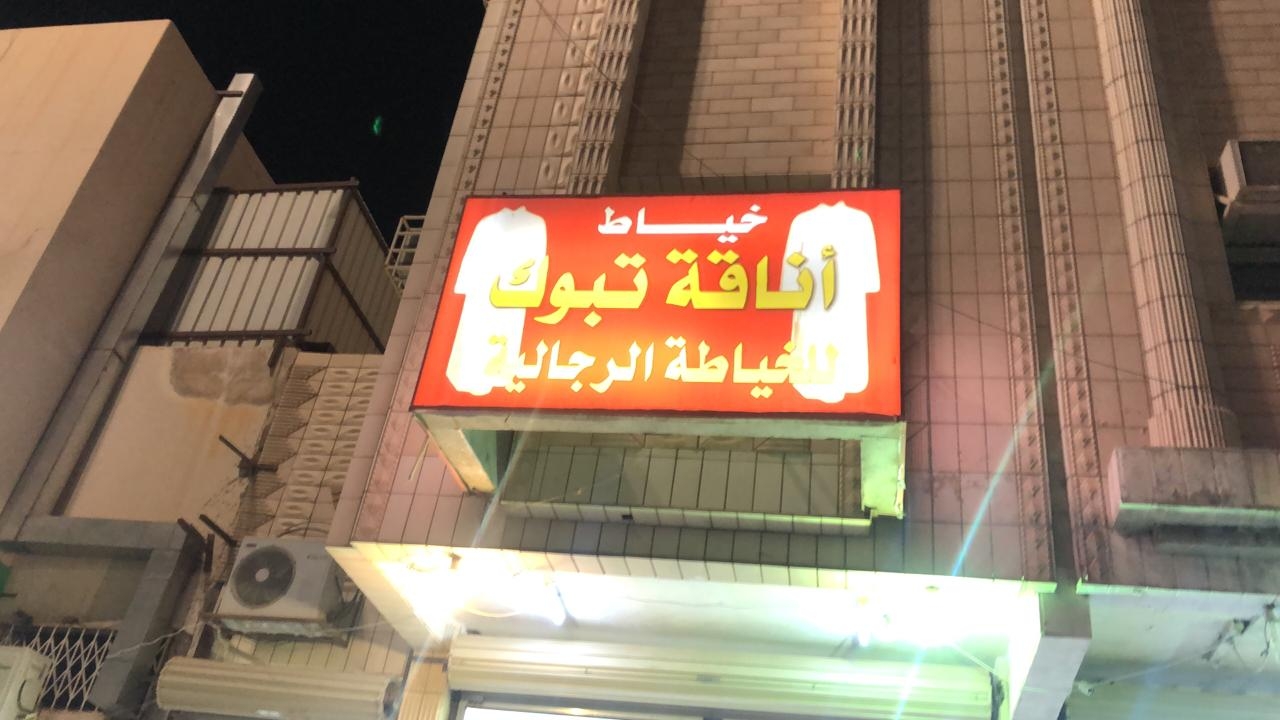 خياط
أناقة تبوك
للخياطة الرجالية